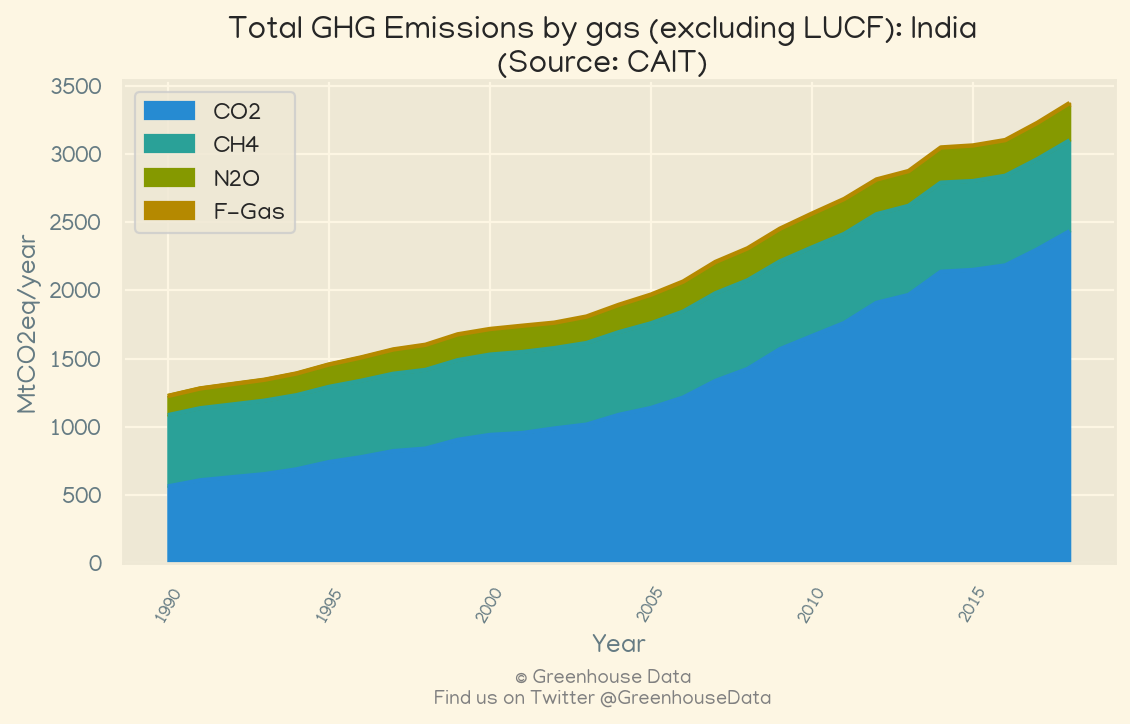 Total GHG Emissions by gas (excluding LUCF): India
(Source: CAIT)
3500
3000
2500
2000
1500
1000
500
0
MtCO2eq/year
CO2
CH4
N2O
F-Gas
1990
1995
2000
2005
2010
2015
Year
© Greenhouse Data
Find us on Twitter @GreenhouseData